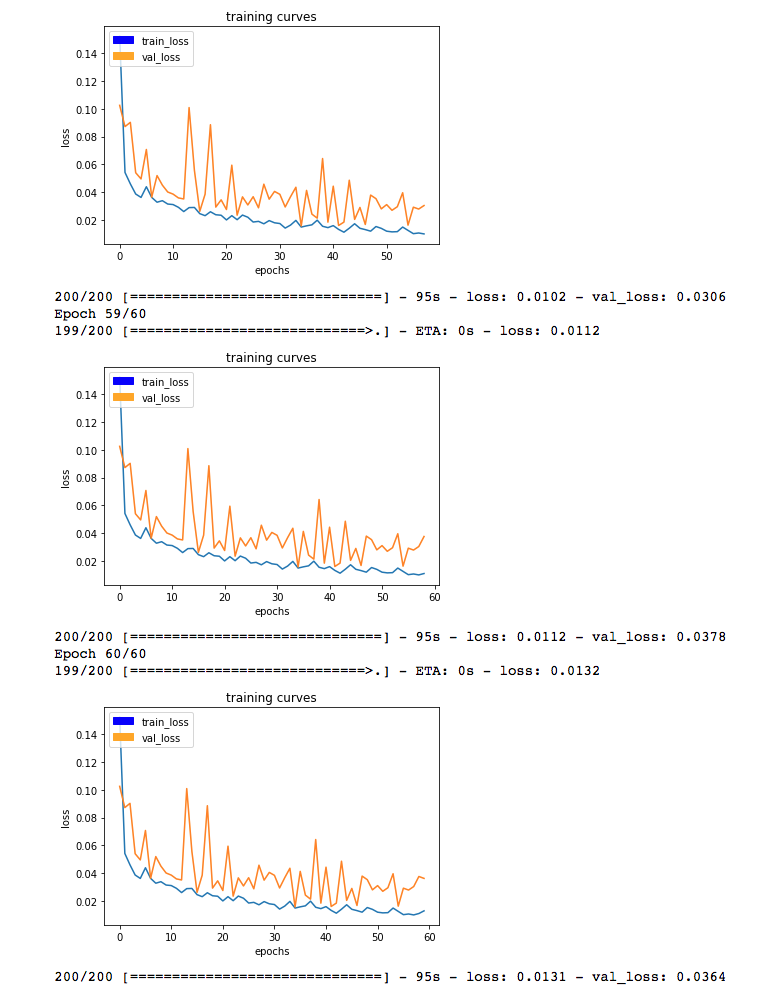 training curves
train_loss
val_loss
0.14
0.12
0.10
0.08
0.06
0.04
0.02
loss
0 10 20 30 40 50
epochs
200/200 [==============================] - 95s - loss: 0.0102 - val_loss: 0.0306
Epoch 59/60
199/200 [============================>.] - ETA: 0s - loss: 0.0112
training curves
train_loss
val_loss
0.14
0.12
0.10
0.08
0.06
0.04
0.02
loss
0 10 20 30 40 50 60
epochs
200/200 [==============================] - 95s - loss: 0.0112 - val_loss: 0.0378
Epoch 60/60
199/200 [============================>.] - ETA: 0s - loss: 0.0132
training curves
train_loss
val_loss
0.14
0.12
0.10
0.08
0.06
0.04
0.02
loss
0 10 20 30 40 50 60
epochs
200/200 [==============================] - 95s - loss: 0.0131 - val_loss: 0.0364